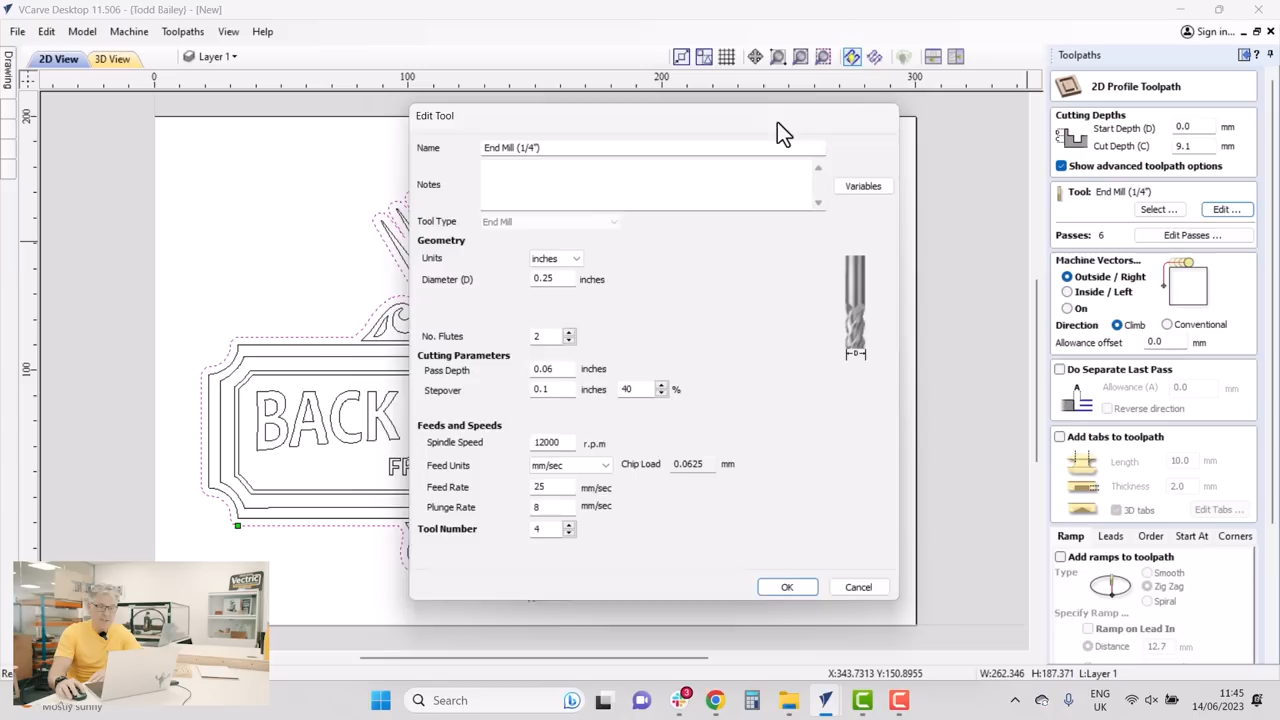 VCarve Desktop 11.506 - {Todd Bailey} - [New]
File Edit Model Machine Toolpaths View Help
Sign in...
2D View 3D View Layer 1
Drawing
0 100 200 300
200
100
Edit Tool
Name End Mill (1/4")
Notes
Variables
Tool Type End Mill
Geometry
Units inches
Diameter (D) 0.25 inches
D
No. Flutes 2
Cutting Parameters
Pass Depth 0.06 inches
Stepover 0.1 inches 40 %
Feeds and Speeds
Spindle Speed 12000 r.p.m
Feed Units mm/sec Chip Load 0.0625 mm
Feed Rate 25 mm/sec
Plunge Rate 8 mm/sec
Tool Number 4
OK Cancel
BACK
FR
Vectric
Toolpaths
2D Profile Toolpath
Cutting Depths
Start Depth (D) 0.0 mm
Cut Depth (C) 9.1 mm
Show advanced toolpath options
Tool: End Mill (1/4")
Select ... Edit ...
Passes: 6 Edit Passes ...
Machine Vectors...
Outside / Right
Inside / Left
On
Direction Climb Conventional
Allowance offset 0.0 mm
Do Separate Last Pass
Allowance (A) 0.0 mm
Reverse direction
Add tabs to toolpath
Length 10.0 mm
Thickness 2.0 mm
3D tabs Edit Tabs ...
Ramp Leads Order Start At Corners
Add ramps to toolpath
Type Smooth
Zig Zag
Spiral
Specify Ramp ...
Ramp on Lead In
Distance 12.7 mm
Re
X:343.7313 Y:150.8955 W:262.346 H:187.371 L:Layer 1
Mostly sunny
Search
3
ENG
UK
11:45
14/06/2023